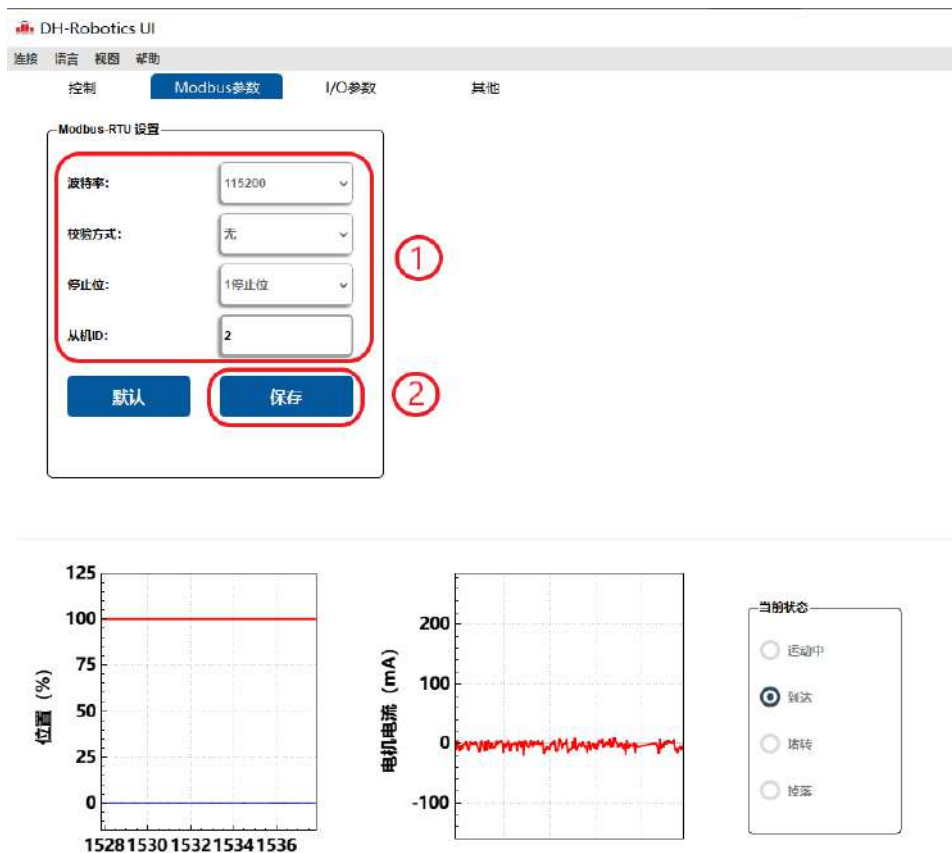 DH-Robotics UI
连接 语言 视图 帮助
控制 Modbus参数 I/O参数 其他
Modbus-RTU 设置
波特率: 115200
校验方式: 无
停止位: 1停止位
从机ID: 2
①
默认 保存
②
125
100
75
50
25
0
位置 (%)
1528 1530 1532 1534 1536
200
100
0
-100
电机电流 (mA)
当前状态
运动中
到达
堵转
掉落